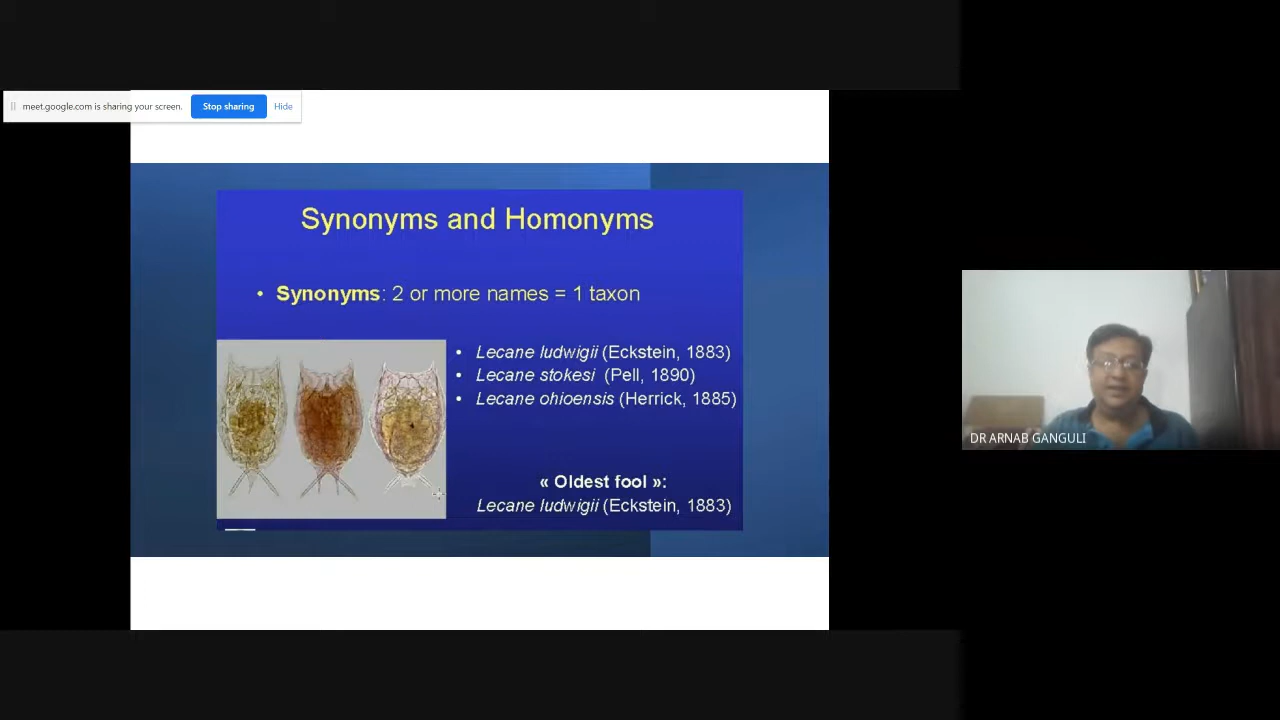 meet.google.com is sharing your screen. Stop sharing Hide
Synonyms and Homonyms
• Synonyms: 2 or more names = 1 taxon
• Lecane ludwigii (Eckstein, 1883)
• Lecane stokesi (Pell, 1890)
• Lecane ohioensis (Herrick, 1885)
« Oldest fool »:
Lecane ludwigii (Eckstein, 1883)
DR ARNAB GANGULI